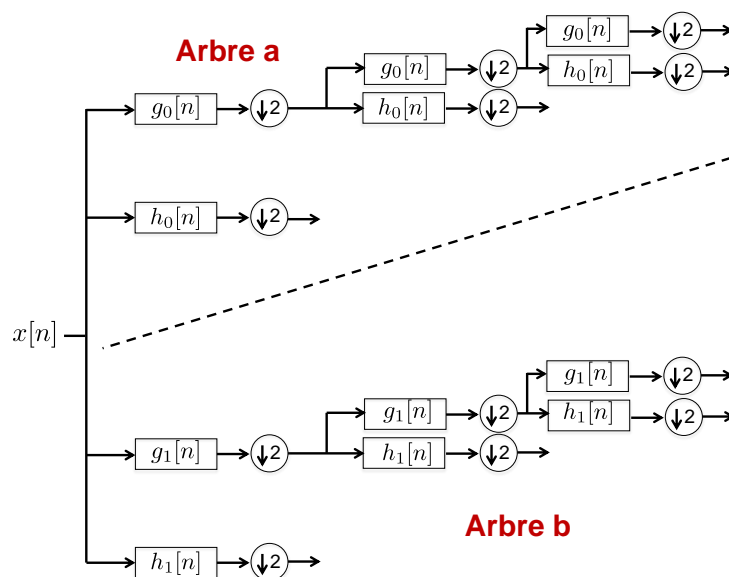 g₀[n] ↓2
Arbre a
g₀[n] ↓2 h₀[n] ↓2
g₀[n] ↓2 h₀[n] ↓2
h₀[n] ↓2
x[n]
g₁[n] ↓2
g₁[n] ↓2 h₁[n] ↓2
g₁[n] ↓2 h₁[n] ↓2
Arbre b
h₁[n] ↓2